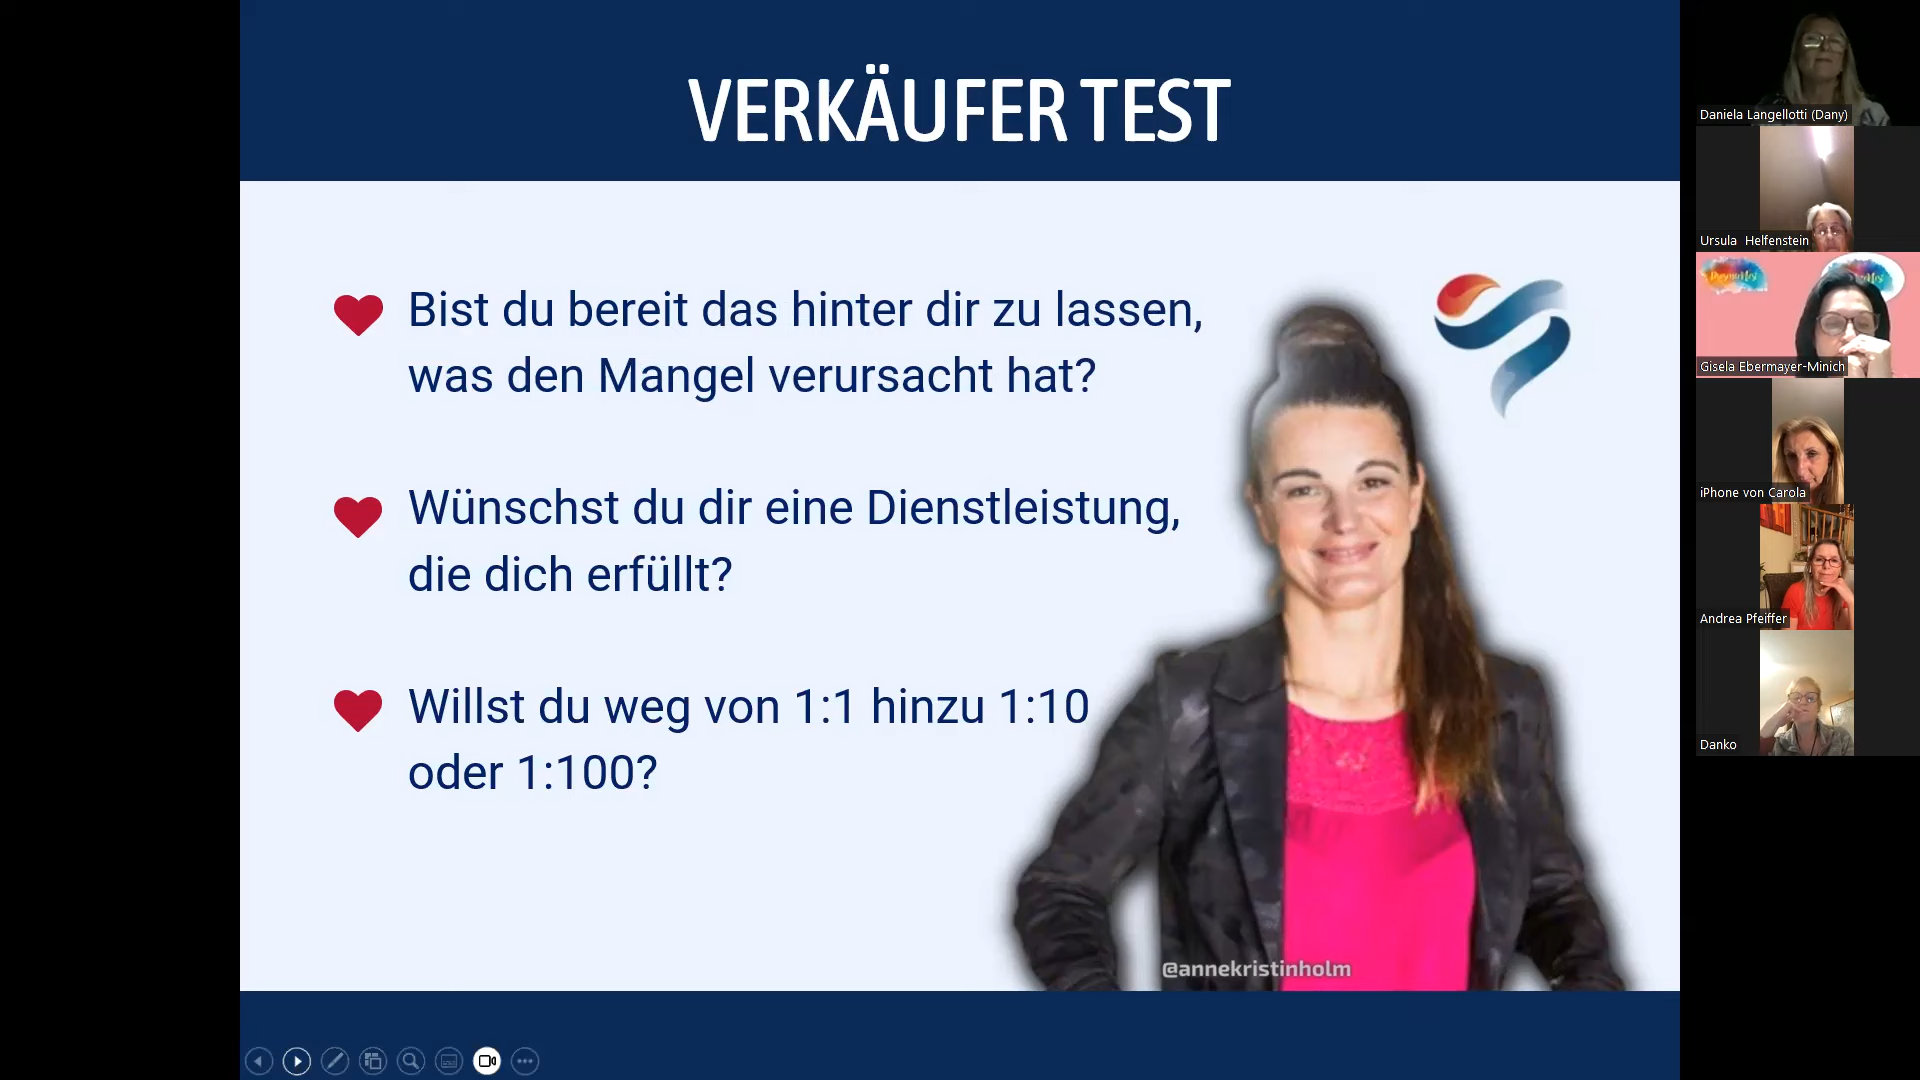 VERKÄUFER TEST
Bist du bereit das hinter dir zu lassen,
was den Mangel verursacht hat?
Wünschst du dir eine Dienstleistung,
die dich erfüllt?
Willst du weg von 1:1 hinzu 1:10
oder 1:100?
@annekristinholm
Daniela Langellotti (Dany)
Ursula Helfenstein
Gisela Ebermayer-Minich
iPhone von Carola
Andrea Pfeiffer
Danko